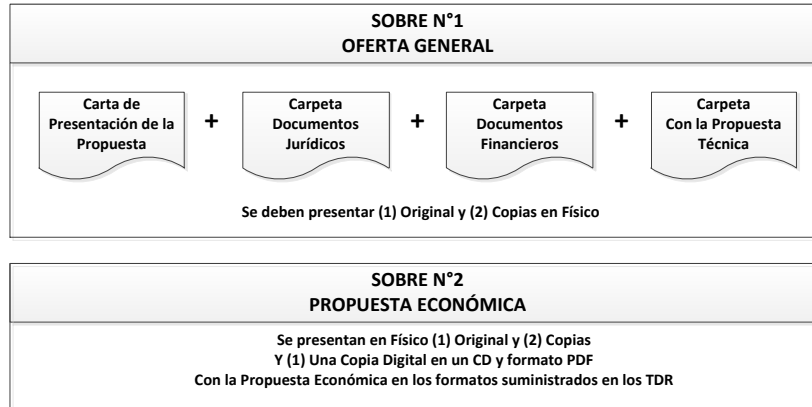 SOBRE N°1
OFERTA GENERAL
Carta de
Presentación de la
Propuesta
+
Carpeta
Documentos
Jurídicos
+
Carpeta
Documentos
Financieros
+
Carpeta
Con la Propuesta
Técnica
Se deben presentar (1) Original y (2) Copias en Físico
SOBRE N°2
PROPUESTA ECONÓMICA
Se presentan en Físico (1) Original y (2) Copias
Y (1) Una Copia Digital en un CD y formato PDF
Con la Propuesta Económica en los formatos suministrados en los TDR